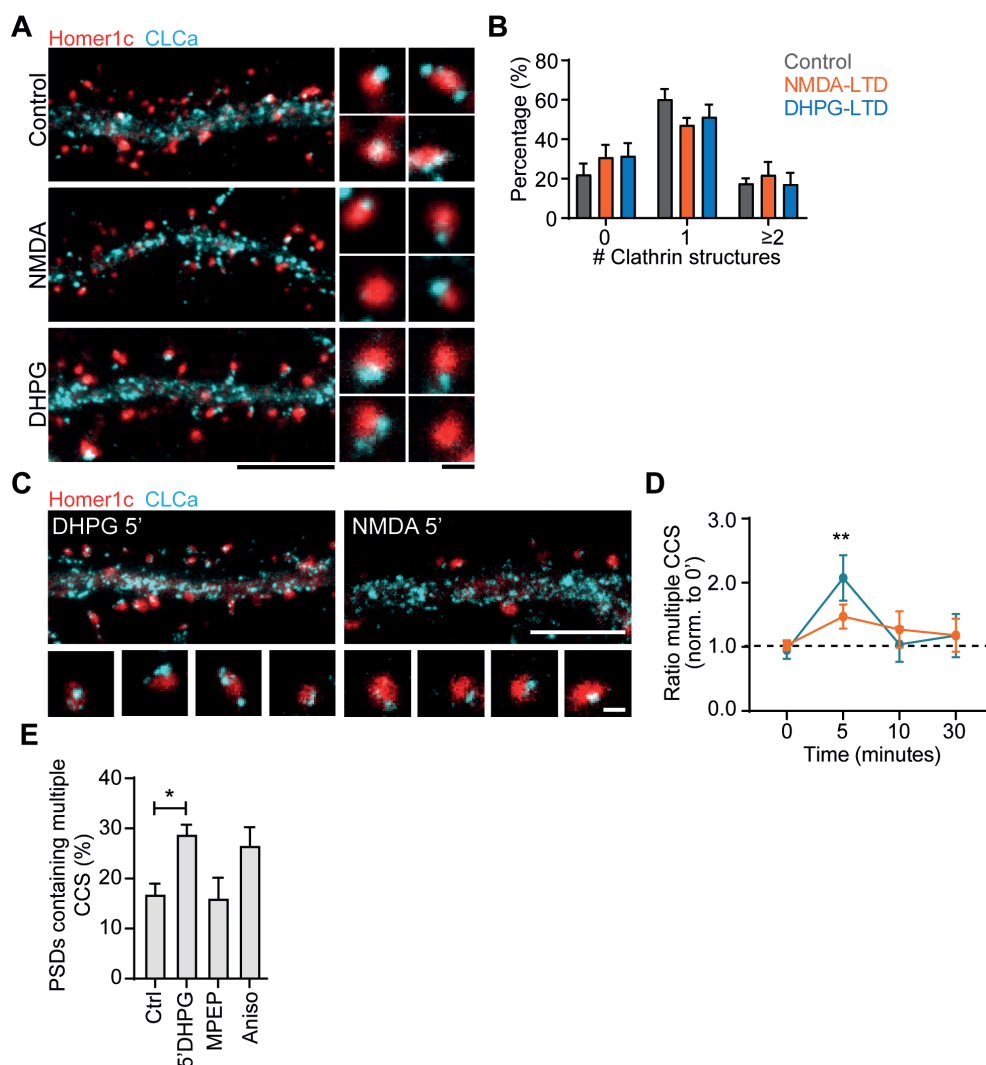 A
Homer1c CLCa
Control
NMDA
DHPG
B
Percentage (%)
80
60
40
20
0
0 1 ≥2
# Clathrin structures
Control
NMDA-LTD
DHPG-LTD
C
Homer1c CLCa
DHPG 5’
NMDA 5’
D
Ratio multiple CCS
(norm. to 0’)
3.0
2.0
1.0
0.0
**
0 5 10 30
Time (minutes)
E
PSDs containing multiple
CCS (%)
40
30
20
10
0
*
Ctrl
5’DHPG
MPEP
Aniso